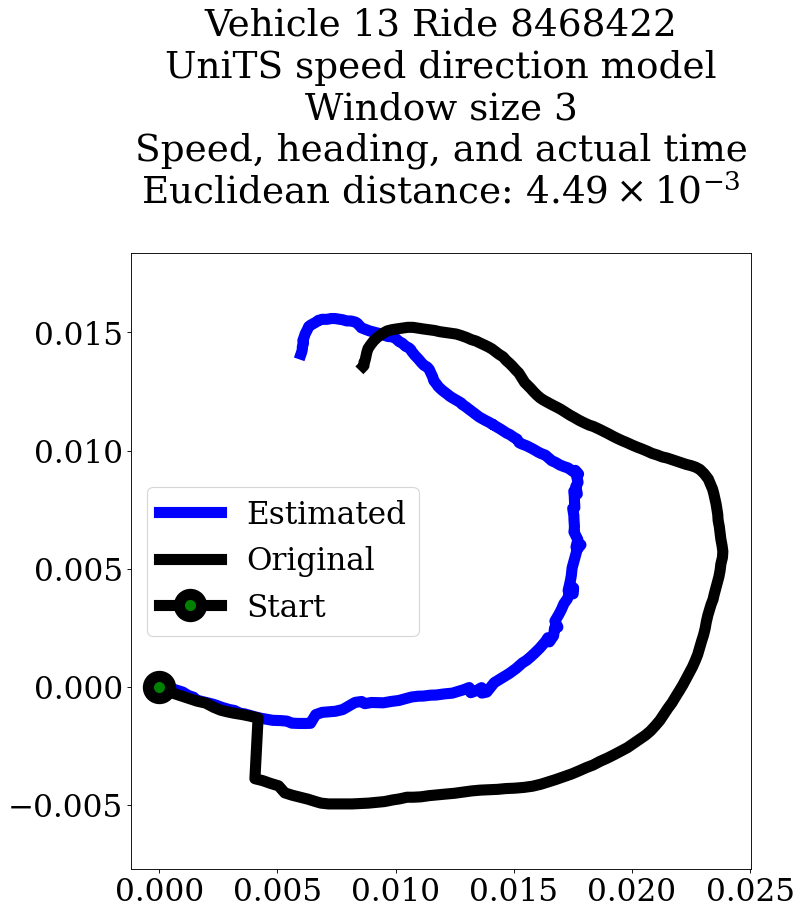 Vehicle 13 Ride 8468422
UniTS speed direction model
Window size 3
Speed, heading, and actual time
Euclidean distance: 4.49 × 10⁻³
0.015
0.010
0.005
0.000
−0.005
Estimated
Original
Start
0.000 0.005 0.010 0.015 0.020 0.025